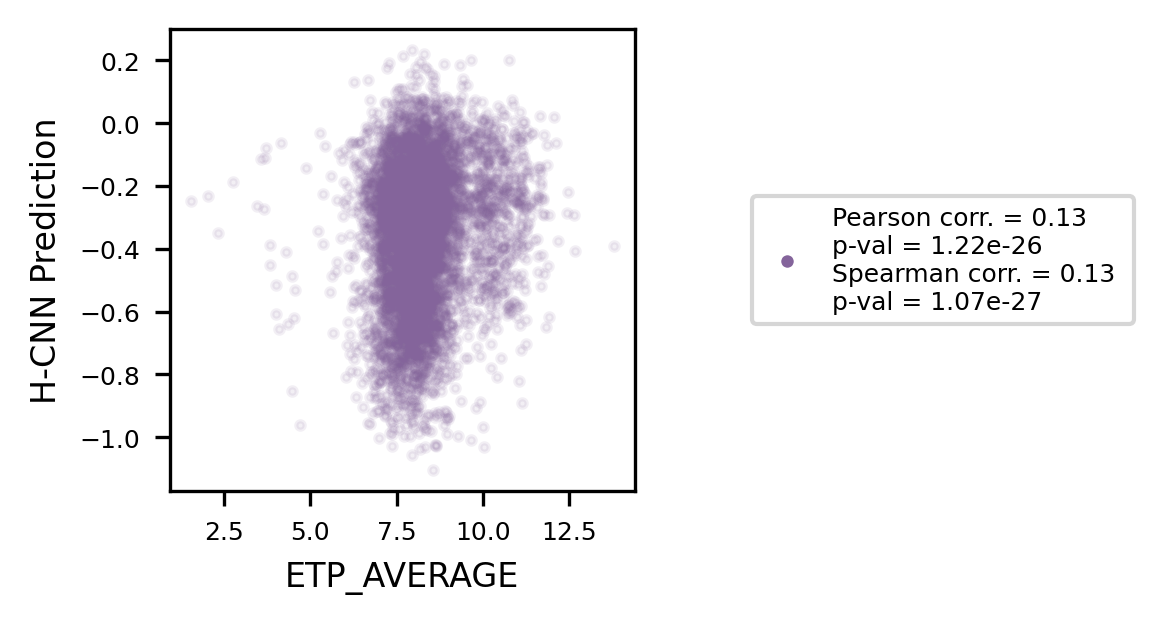 0.2
0.0
−0.2
−0.4
−0.6
−0.8
−1.0
H-CNN Prediction
2.5 5.0 7.5 10.0 12.5
ETP_AVERAGE
Pearson corr. = 0.13
p-val = 1.22e-26
Spearman corr. = 0.13
p-val = 1.07e-27